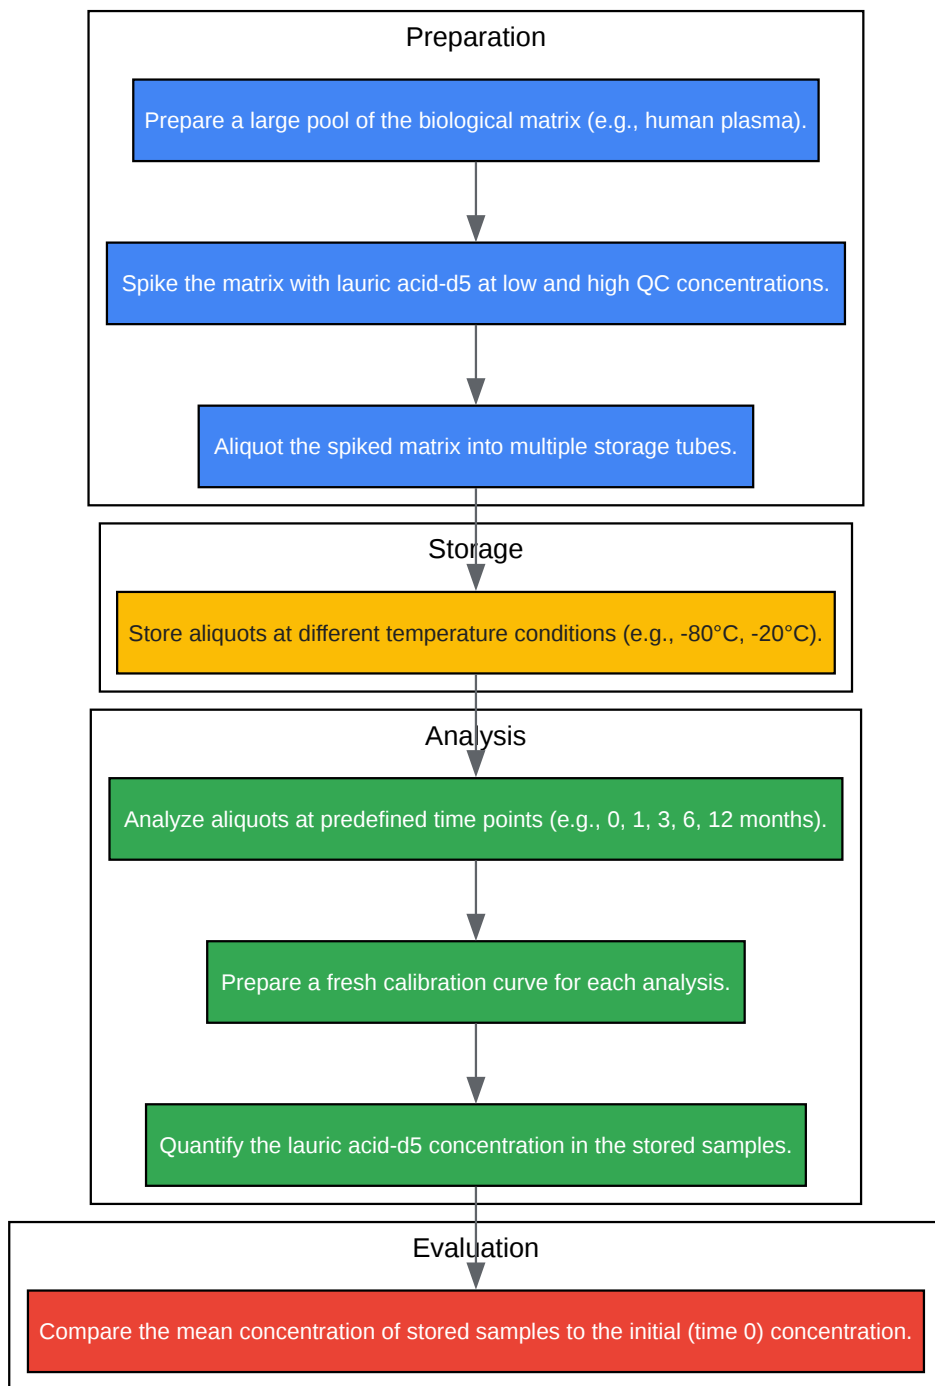 Preparation
Prepare a large pool of the biological matrix (e.g., human plasma).
Spike the matrix with lauric acid-d5 at low and high QC concentrations.
Aliquot the spiked matrix into multiple storage tubes.
Storage
Store aliquots at different temperature conditions (e.g., -80°C, -20°C).
Analysis
Analyze aliquots at predefined time points (e.g., 0, 1, 3, 6, 12 months).
Prepare a fresh calibration curve for each analysis.
Quantify the lauric acid-d5 concentration in the stored samples.
Evaluation
Compare the mean concentration of stored samples to the initial (time 0) concentration.